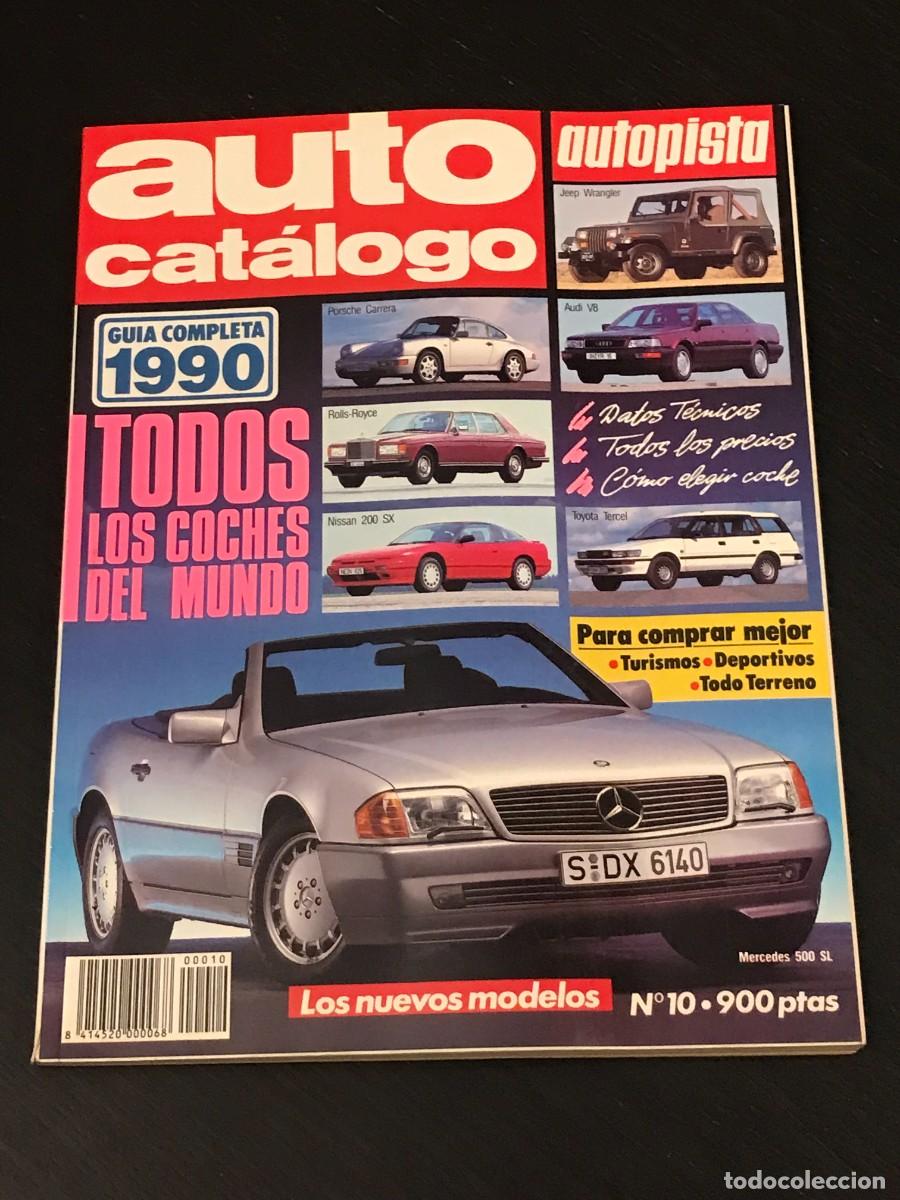 auto
catálogo
autopista
Jeep Wrangler
GUIA COMPLETA
1990
Porsche Carrera
Audi V8
TODOS
LOS COCHES
DEL MUNDO
Rolls-Royce
Datos Técnicos
Todos los precios
Cómo elegir coche
Nissan 200 SX
Toyota Tercel
Para comprar mejor
• Turismos • Deportivos
• Todo Terreno
S DX 6140
Mercedes 500 SL
00010
8 414520 000068
Los nuevos modelos
Nº10 • 900 ptas
todocoleccion